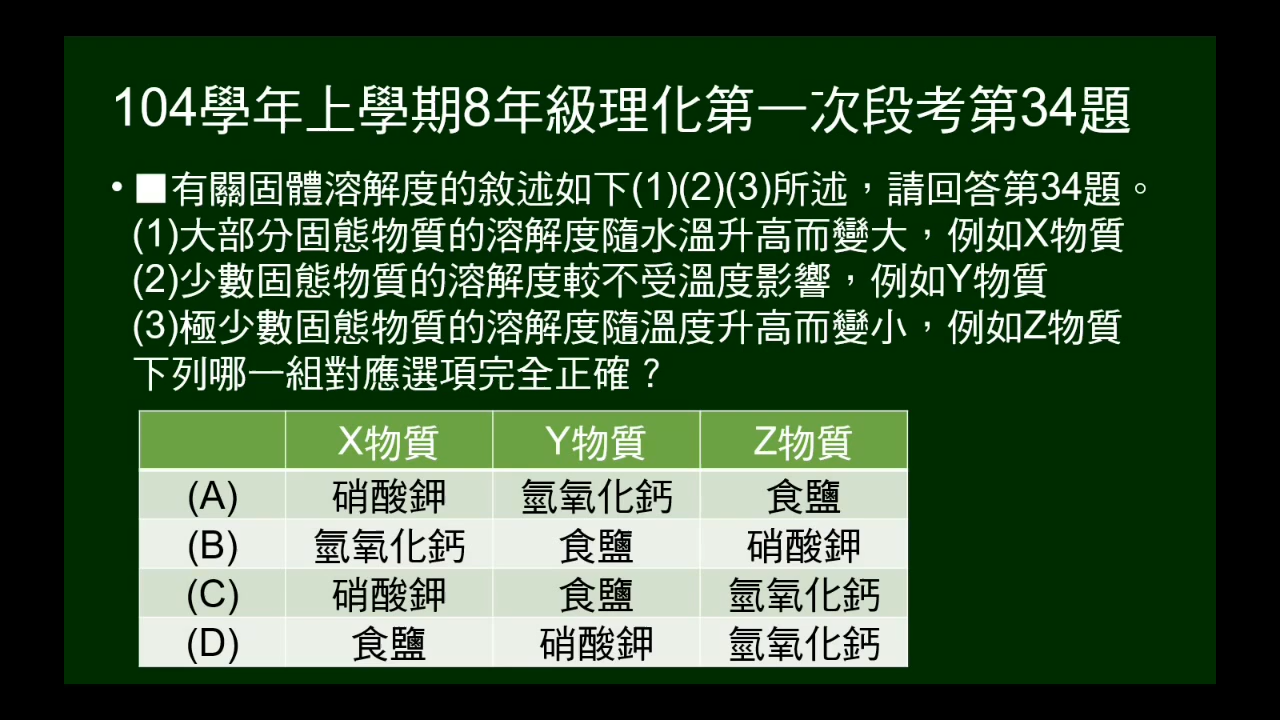 104學年上學期8年級理化第一次段考第34題
• ■有關固體溶解度的敘述如下(1)(2)(3)所述，請回答第34題。
(1)大部分固態物質的溶解度隨水溫升高而變大，例如X物質
(2)少數固態物質的溶解度較不受溫度影響，例如Y物質
(3)極少數固態物質的溶解度隨溫度升高而變小，例如Z物質
下列哪一組對應選項完全正確？
X物質 Y物質 Z物質
(A) 硝酸鉀 氫氧化鈣 食鹽
(B) 氫氧化鈣 食鹽 硝酸鉀
(C) 硝酸鉀 食鹽 氫氧化鈣
(D) 食鹽 硝酸鉀 氫氧化鈣